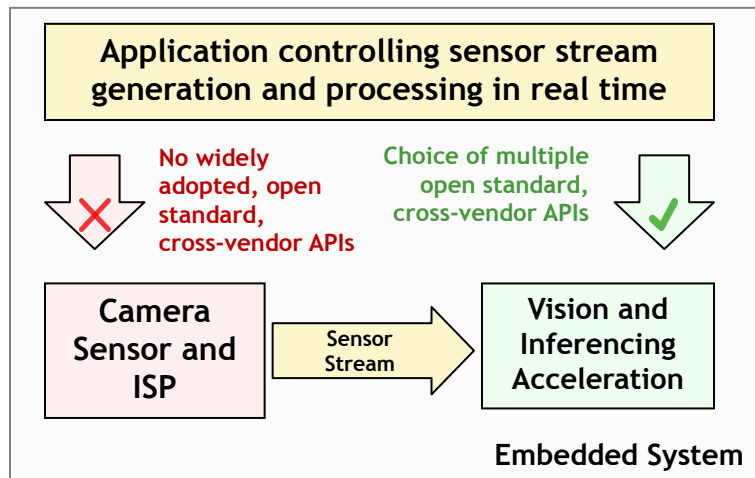 Application controlling sensor stream
generation and processing in real time
No widely
adopted, open
standard,
cross-vendor APIs
Choice of multiple
open standard,
cross-vendor APIs
Camera
Sensor and
ISP
Sensor
Stream
Vision and
Inferencing
Acceleration
Embedded System